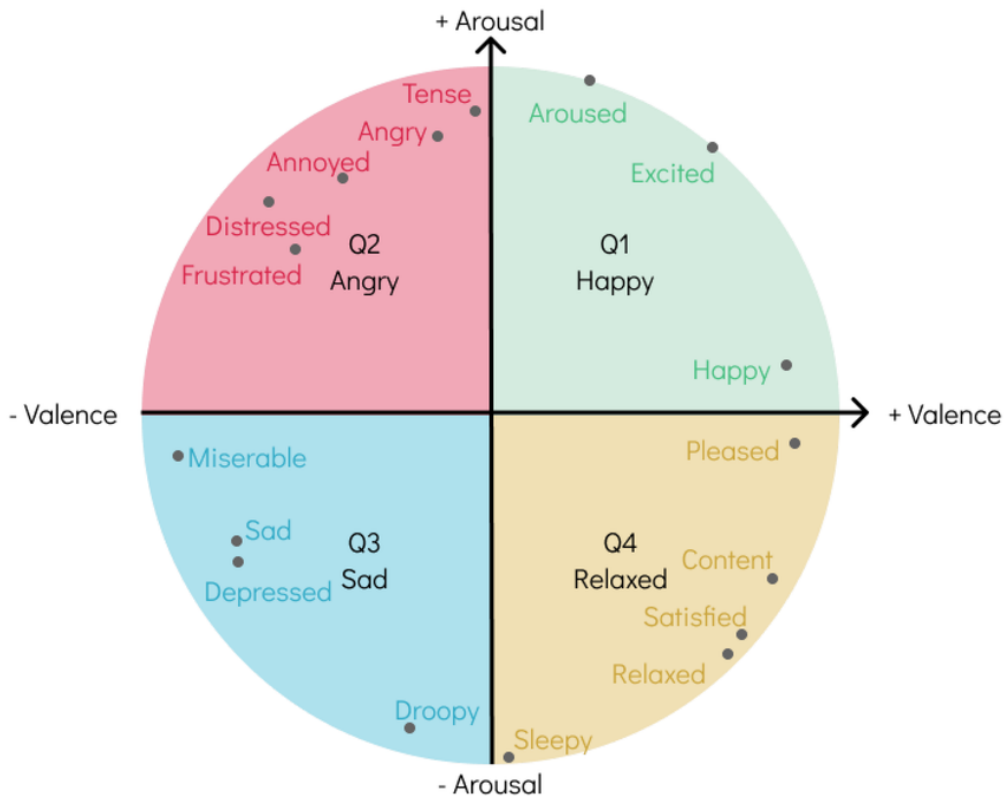 + Arousal
Tense
Aroused
Angry
Annoyed
Excited
Distressed
Q2
Angry
Q1
Happy
Frustrated
Happy
- Valence
+ Valence
Miserable
Pleased
Sad
Q3
Sad
Q4
Relaxed
Content
Depressed
Satisfied
Relaxed
Droopy
Sleepy
- Arousal